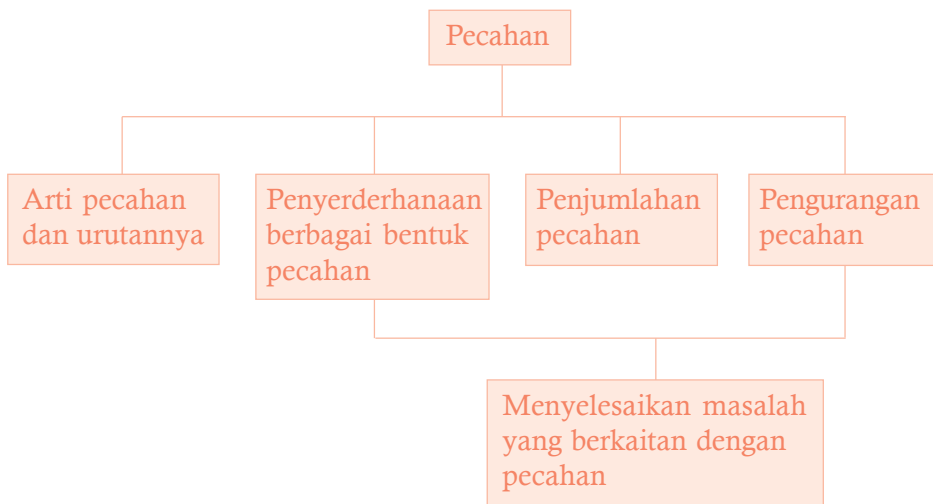 Pecahan
Arti pecahan
dan urutannya
Penyerderhanaan
berbagai bentuk
pecahan
Penjumlahan
pecahan
Pengurangan
pecahan
Menyelesaikan masalah
yang berkaitan dengan
pecahan